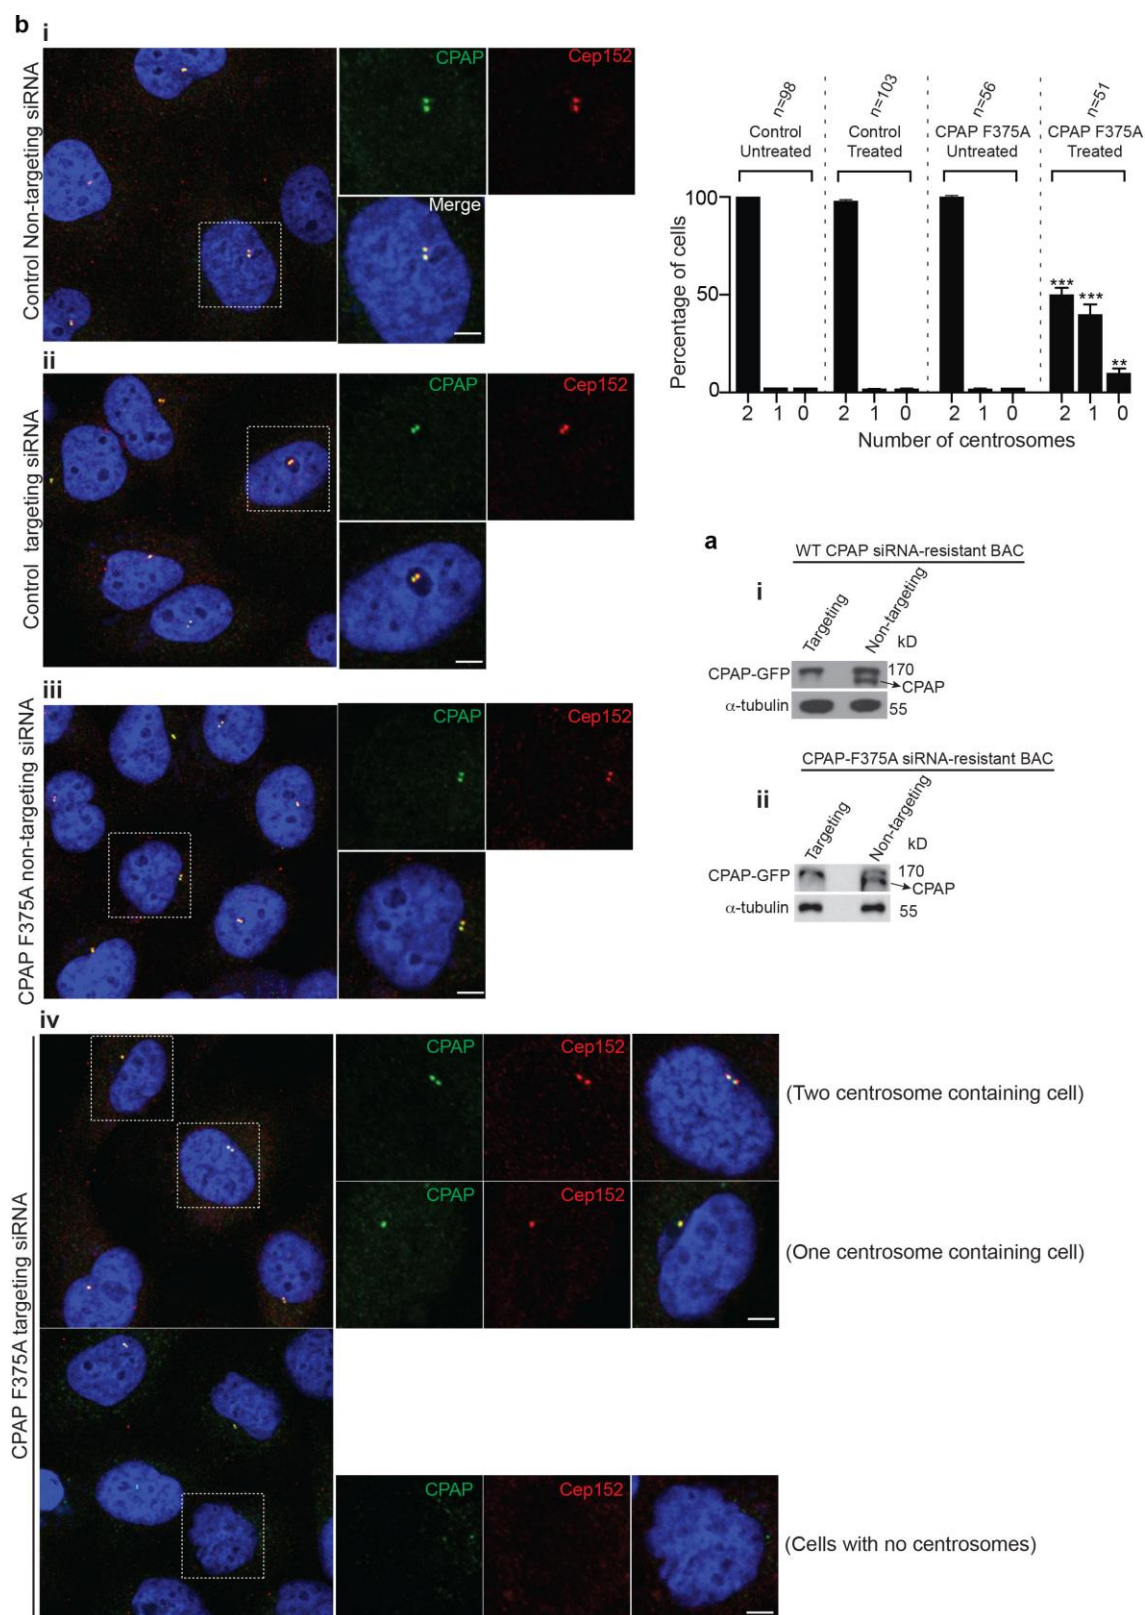 b
i
Control Non-targeting siRNA
CPAP
Cep152
Merge
ii
Control targeting siRNA
CPAP
Cep152
iii
CPAP F375A non-targeting siRNA
CPAP
Cep152
iv
CPAP F375A targeting siRNA
CPAP
Cep152
(Two centrosome containing cell)
CPAP
Cep152
(One centrosome containing cell)
CPAP
Cep152
(Cells with no centrosomes)
n=98
n=103
n=56
n=51
Control Untreated
Control Treated
CPAP F375A Untreated
CPAP F375A Treated
Percentage of cells
100
50
0
***
***
**
2 1 0 2 1 0 2 1 0 2 1 0
Number of centrosomes
a
WT CPAP siRNA-resistant BAC
i
Targeting
Non-targeting
kD
CPAP-GFP
170
CPAP
α-tubulin
55
CPAP-F375A siRNA-resistant BAC
ii
Targeting
Non-targeting
kD
CPAP-GFP
170
CPAP
α-tubulin
55